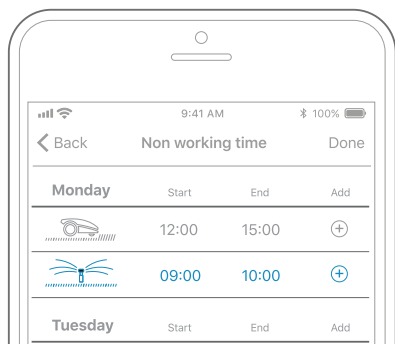 9:41 AM 100%
Back Non working time Done
Monday Start End Add
12:00 15:00
09:00 10:00
Tuesday Start End Add